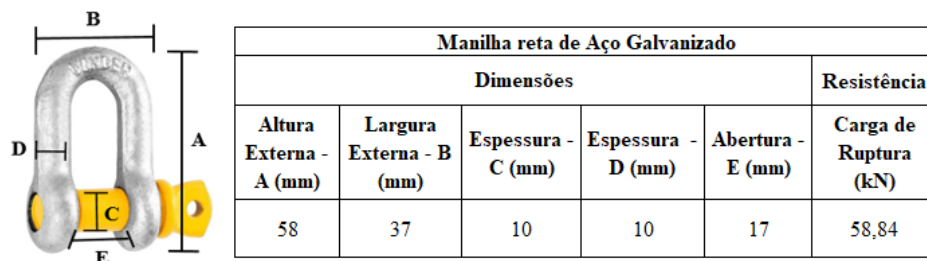 B
D
A
C
E
Manilha reta de Aço Galvanizado
Dimensões
Resistência
Altura
Externa -
A (mm)
Largura
Externa - B
(mm)
Espessura -
C (mm)
Espessura -
D (mm)
Abertura -
E (mm)
Carga de
Ruptura
(kN)
58
37
10
10
17
58,84